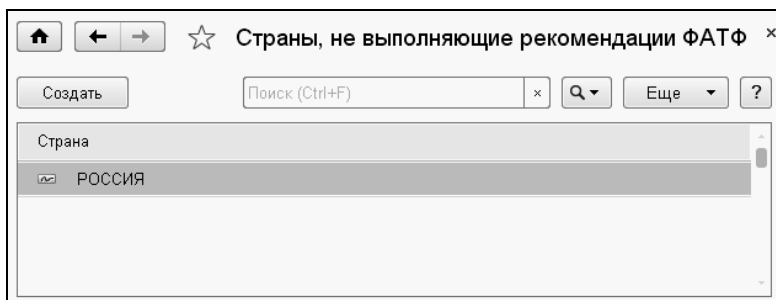 Страны, не выполняющие рекомендации ФАТФ ×
Создать Поиск (Ctrl+F) × Еще ?
Страна
РОССИЯ